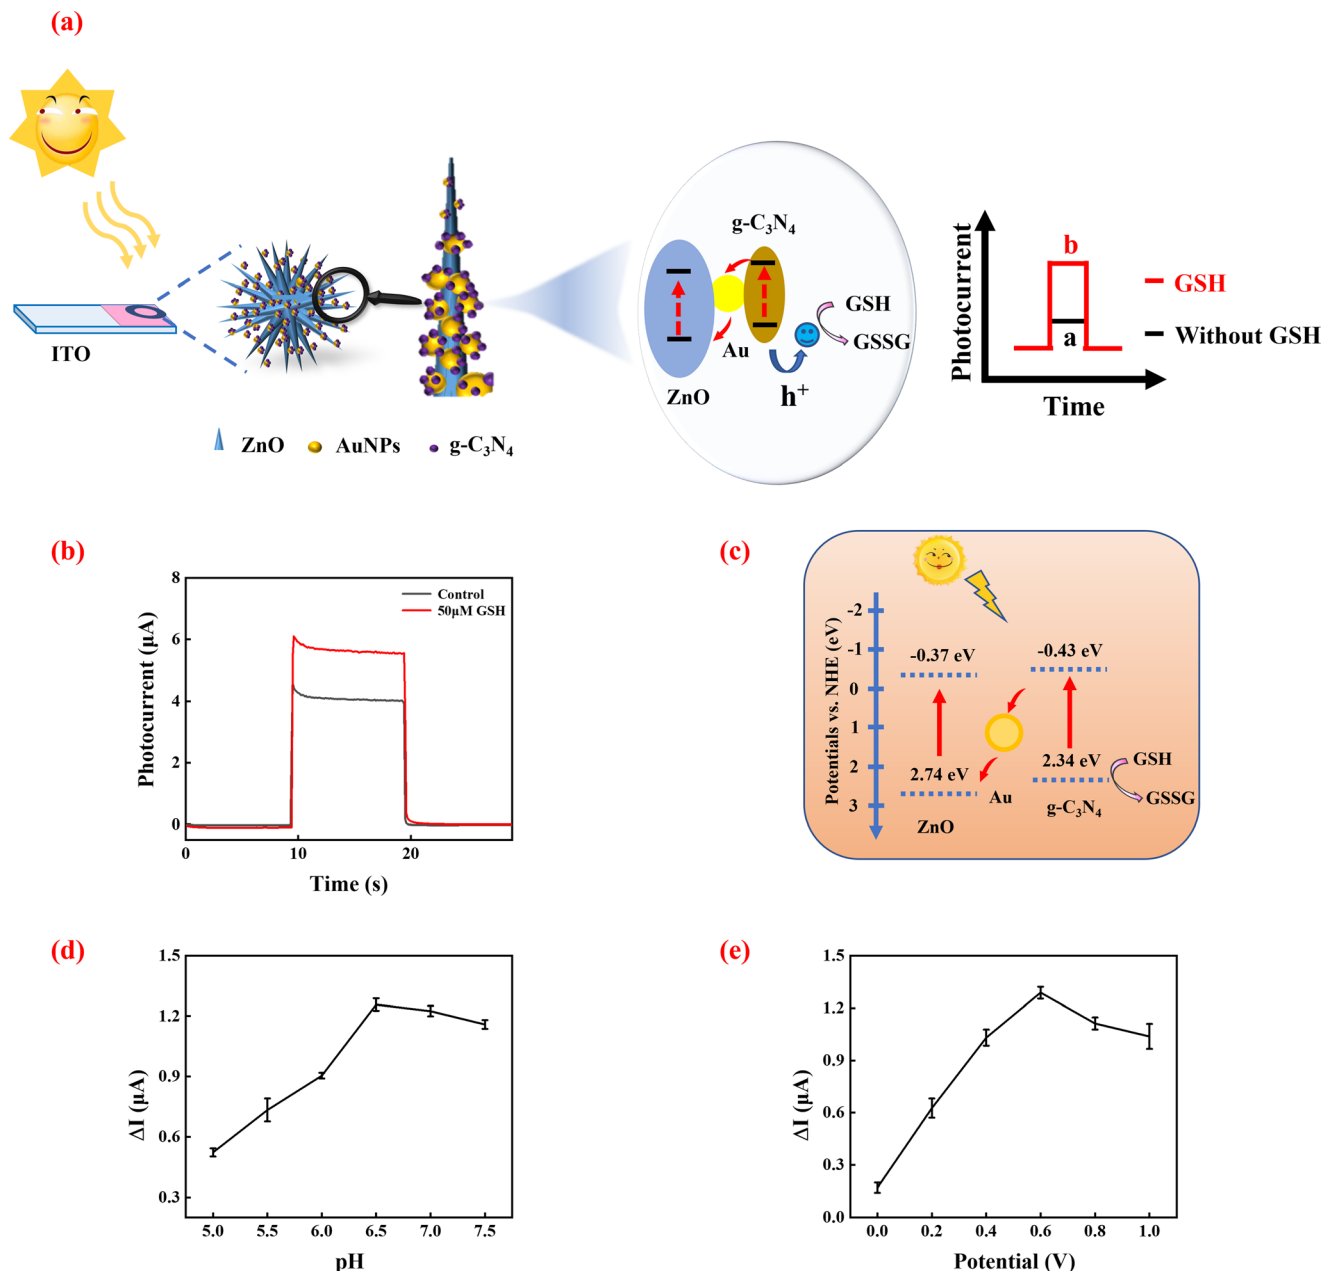 (a)
ITO
ZnO
AuNPs
g-C₃N₄
g-C₃N₄
GSH
GSSG
Au
ZnO
h⁺
Photocurrent
b
a
Time
GSH
Without GSH
(b)
Photocurrent (μA)
8
6
4
2
0
0
10
20
Time (s)
Control
50μM GSH
(c)
Potentials vs. NHE (eV)
-2
-1
0
1
2
3
-0.37 eV
-0.43 eV
2.74 eV
2.34 eV
GSH
GSSG
Au
g-C₃N₄
ZnO
(d)
ΔI (μA)
1.5
1.2
0.9
0.6
0.3
5.0 5.5 6.0 6.5 7.0 7.5
pH
(e)
ΔI (μA)
1.5
1.2
0.9
0.6
0.3
0.0
0.0 0.2 0.4 0.6 0.8 1.0
Potential (V)